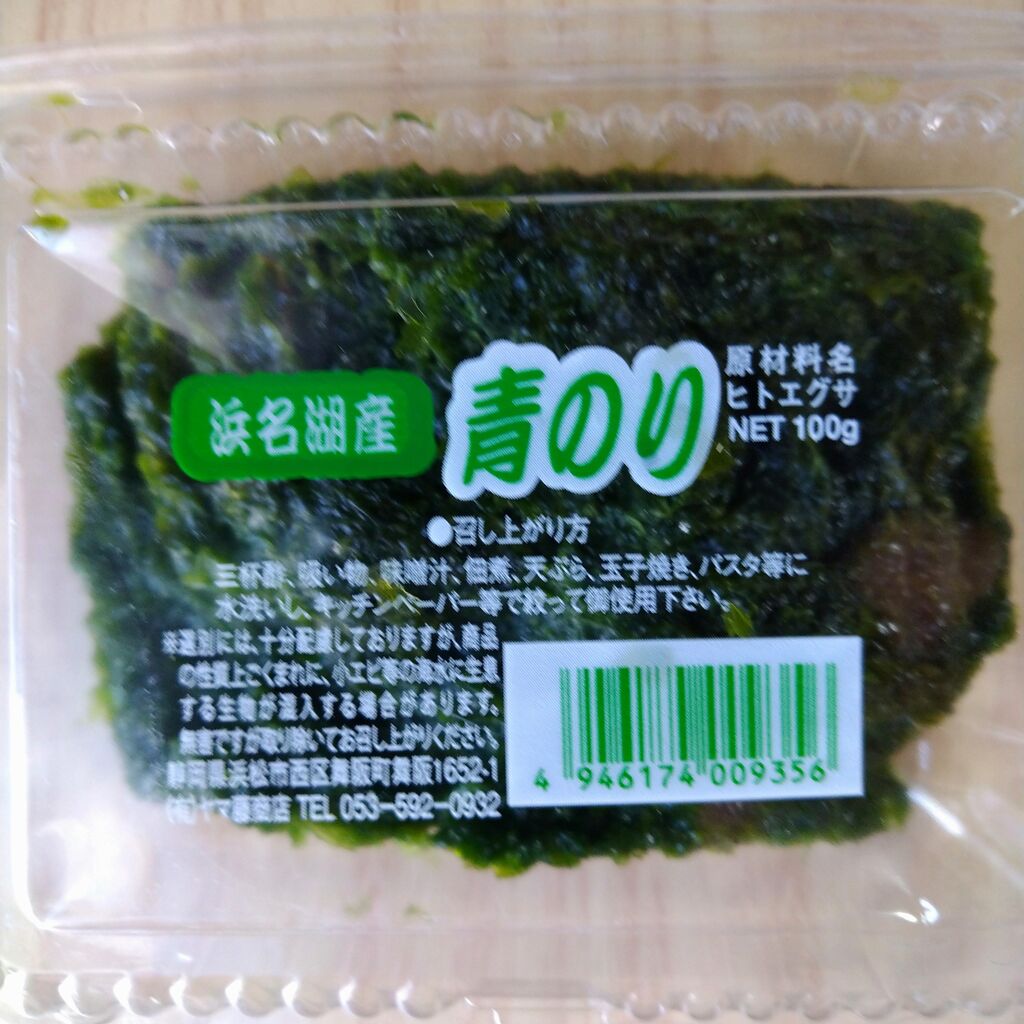 浜名湖産
青のり
原材料名
ヒトエグサ
NET 100g
●召し上がり方
三杯酢、吸い物、味噌汁、佃煮、天ぷら、玉子焼き、パスタ等に
水洗いし、キッチンペーパー等で絞って御使用下さい。
※選別には、十分配慮しておりますが、商品
の性質上ごくまれに、小エビ等の海水に生息
する生物が混入する場合があります。
無害ですが取り除いてお召し上がりください。
静岡県浜松市西区舞阪町舞阪1652-1
(有)ヤマ藤商店 TEL 053-592-0932
4 946174 009356